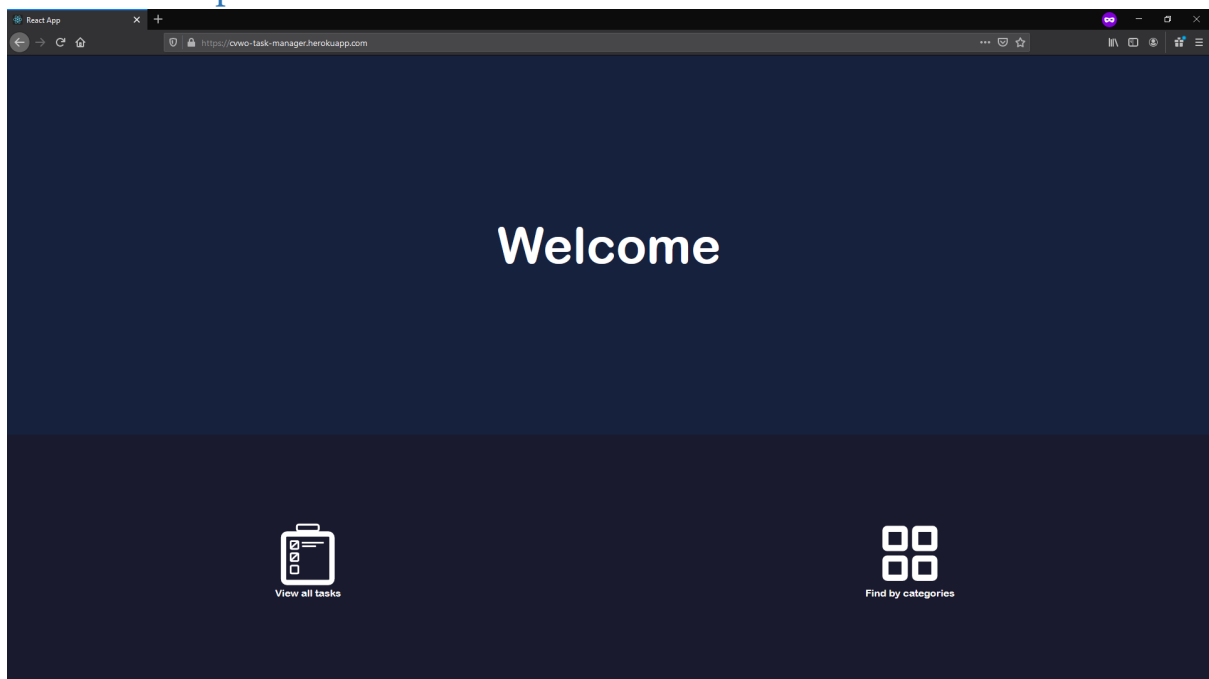 React App
https://cvwo-task-manager.herokuapp.com
Welcome
View all tasks
Find by categories